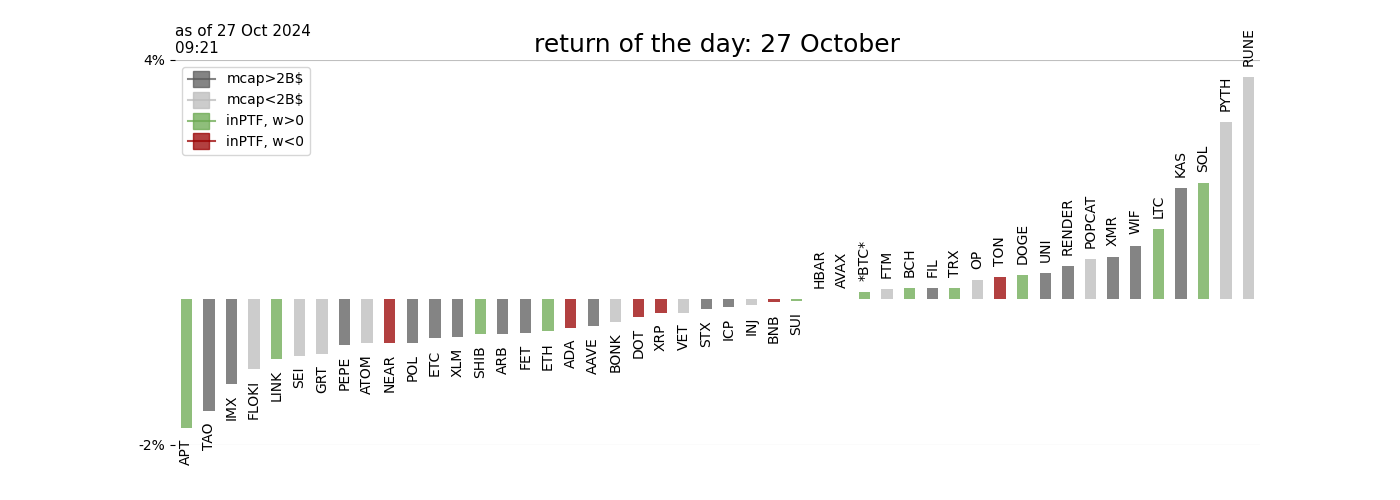 as of 27 Oct 2024
09:21
return of the day: 27 October
4%
-2%
mcap>2B$
mcap<2B$
inPTF, w>0
inPTF, w<0
APT
TAO
IMX
FLOKI
LINK
SEI
GRT
PEPE
ATOM
NEAR
POL
ETC
XLM
SHIB
ARB
FET
ETH
ADA
AAVE
BONK
DOT
XRP
VET
STX
ICP
INJ
BNB
SUI
HBAR
AVAX
*BTC*
FTM
BCH
FIL
TRX
OP
TON
DOGE
UNI
RENDER
POPCAT
XMR
WIF
LTC
KAS
SOL
PYTH
RUNE